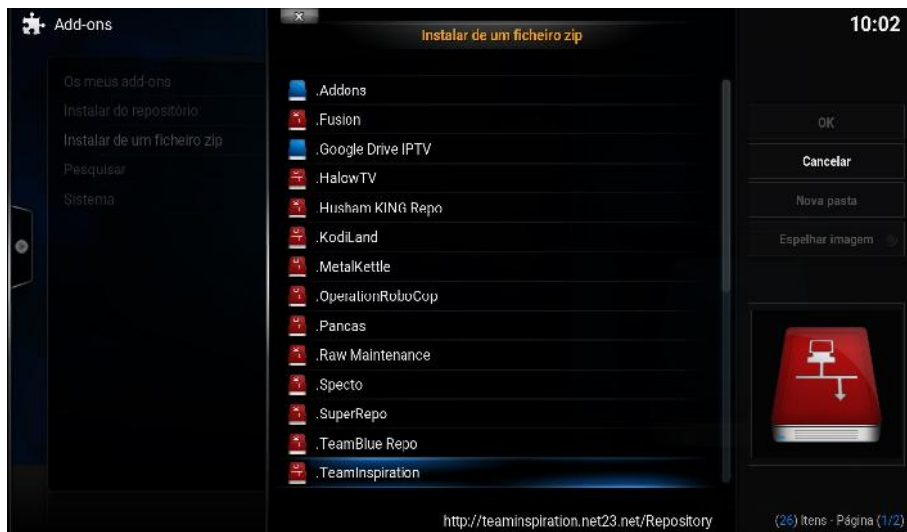 Add-ons
Os meus add-ons
Instalar do repositório
Instalar de um ficheiro zip
Pesquisar
Sistema
x
Instalar de um ficheiro zip
.Addons
.Fusion
.Google Drive IPTV
.HalowTV
.Husham KING Repo
.KodiLand
.MetalKettle
.OperationRoboCop
.Pancas
.Raw Maintenance
.Specto
.SuperRepo
.TeamBlue Repo
.TeamInspiration
http://teaminspiration.net23.net/Repository
10:02
OK
Cancelar
Nova pasta
Espelhar imagem
(26) Itens - Página (1/2)